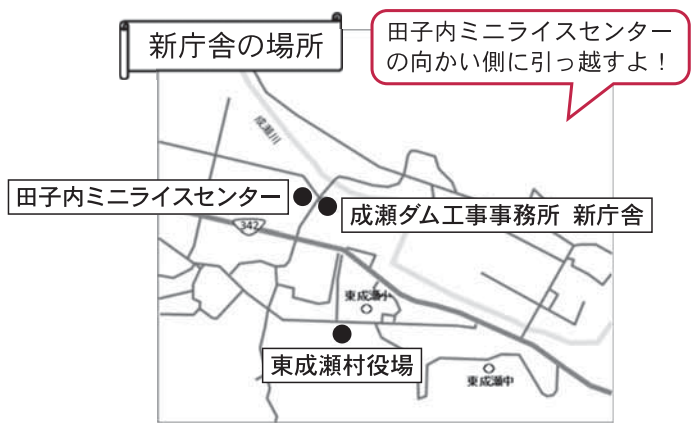 新庁舎の場所
田子内ミニライスセンター
の向かい側に引っ越すよ！
成瀬川
田子内ミニライスセンター
成瀬ダム工事事務所 新庁舎
342
東成瀬小
東成瀬村役場
東成瀬中